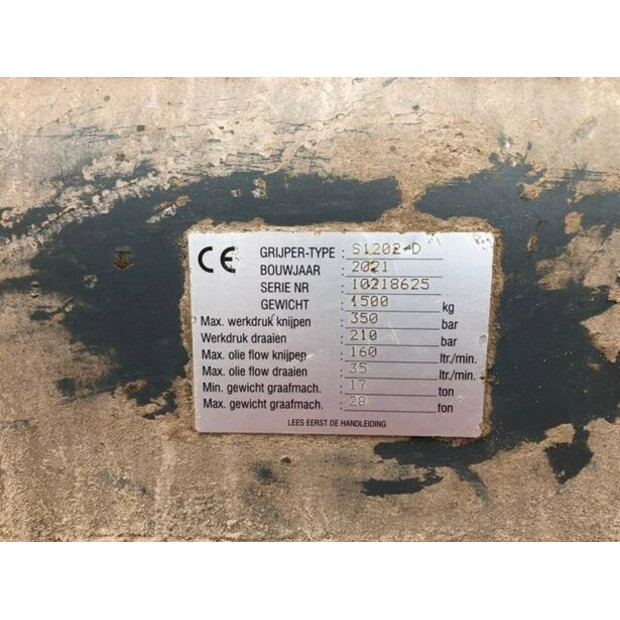 CE GRIJPER-TYPE : S1202-D
BOUWJAAR : 2021
SERIE NR : 10218625
GEWICHT : 1500 kg
Max. werkdruk knijpen : 350 bar
Werkdruk draaien : 210 bar
Max. olie flow knijpen : 160 ltr./min.
Max. olie flow draaien : 35 ltr./min.
Min. gewicht graafmach. : 17 ton
Max. gewicht graafmach. : 28 ton
LEES EERST DE HANDLEIDING